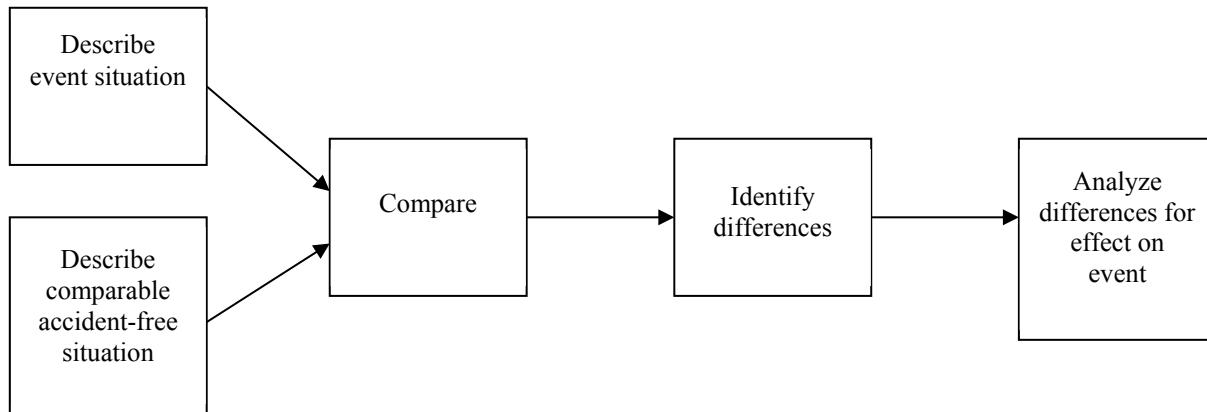 Describe
event situation
Describe
comparable
accident-free
situation
Compare
Identify
differences
Analyze
differences for
effect on
event